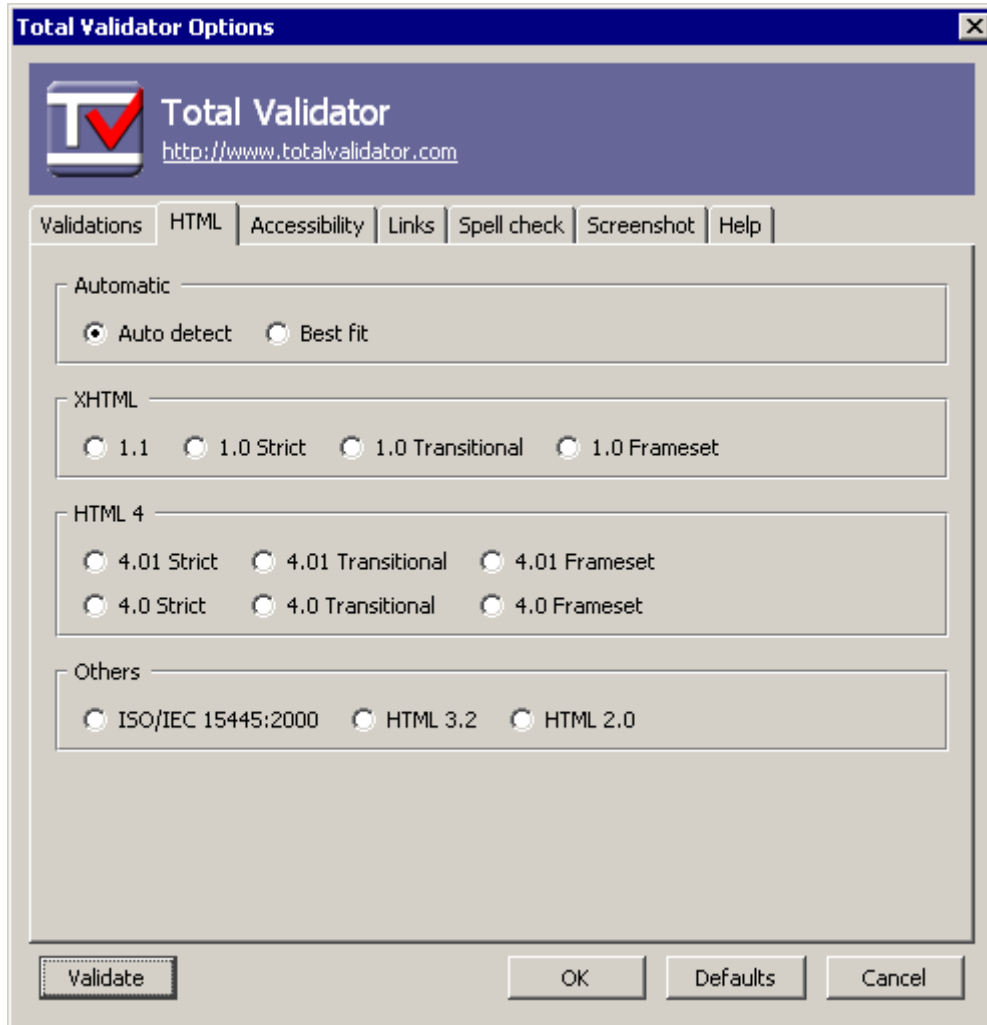 Total Validator Options
TV
Total Validator
http://www.totalvalidator.com
Validations HTML Accessibility Links Spell check Screenshot Help
Automatic
Auto detect Best fit
XHTML
1.1 1.0 Strict 1.0 Transitional 1.0 Frameset
HTML 4
4.01 Strict 4.01 Transitional 4.01 Frameset
4.0 Strict 4.0 Transitional 4.0 Frameset
Others
ISO/IEC 15445:2000 HTML 3.2 HTML 2.0
Validate OK Defaults Cancel